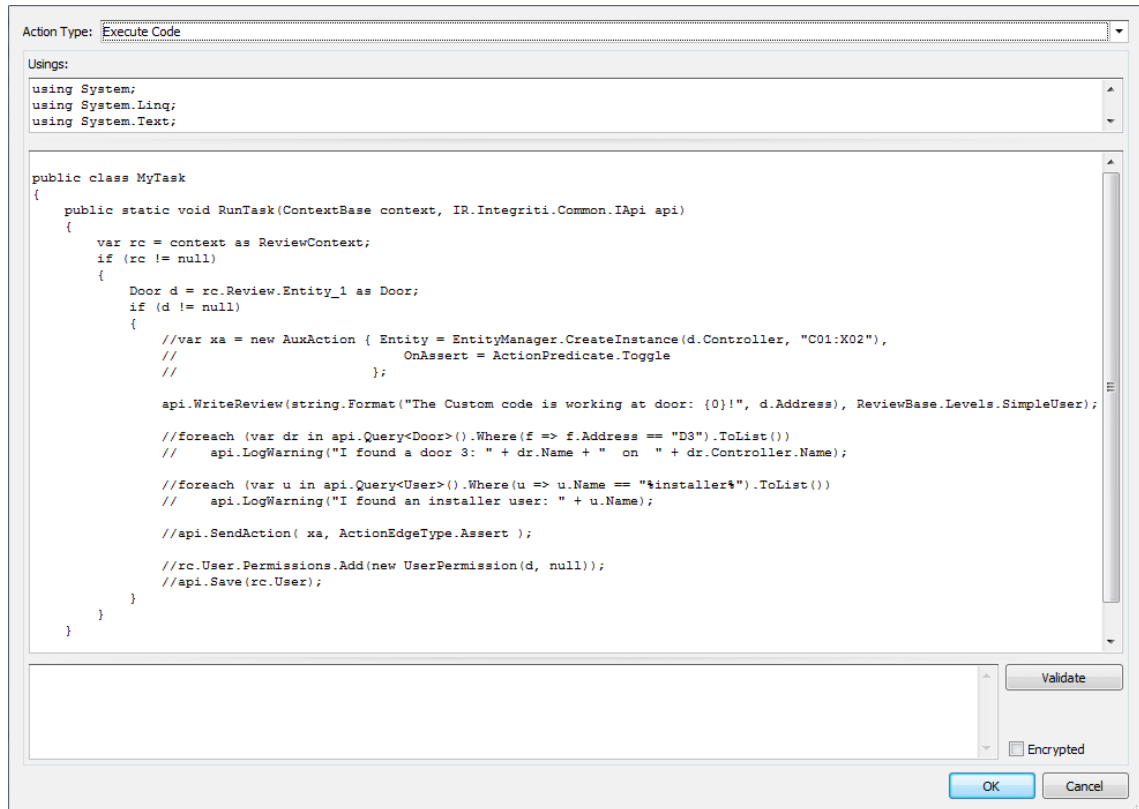 Action Type: Execute Code
Usings:
using System;
using System.Linq;
using System.Text;
public class MyTask
{
    public static void RunTask(ContextBase context, IR.Integriti.Common.IApi api)
    {
        var rc = context as ReviewContext;
        if (rc != null)
        {
            Door d = rc.Review.Entity_1 as Door;
            if (d != null)
            {
                //var xa = new AuxAction { Entity = EntityManager.CreateInstance(d.Controller, "C01:X02"),
                //                            OnAssert = ActionPredicate.Toggle
                //                        };
                api.WriteReview(string.Format("The Custom code is working at door: {0}!", d.Address), ReviewBase.Levels.SimpleUser);
                //foreach (var dr in api.Query<Door>().Where(f => f.Address == "D3").ToList())
                //    api.LogWarning("I found a door 3: " + dr.Name + "  on  " + dr.Controller.Name);
                //foreach (var u in api.Query<User>().Where(u => u.Name == "%installer%").ToList())
                //    api.LogWarning("I found an installer user: " + u.Name);
                //api.SendAction( xa, ActionEdgeType.Assert );
                //rc.User.Permissions.Add(new UserPermission(d, null));
                //api.Save(rc.User);
            }
        }
    }
Validate
Encrypted
OK Cancel